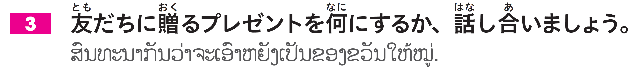 3 友だちに贈るプレゼントを何にするか、話し合いましょう。
ສົນທະນາກັນວ່າຈະເອົາຫຍັງເປັນຂອງຂວັນໃຫ້ໝູ່.